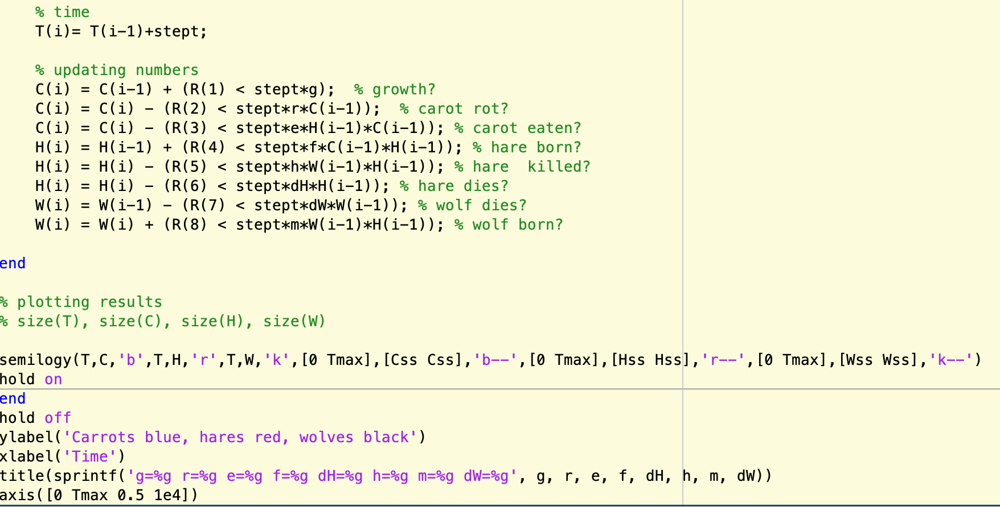 % time
T(i)= T(i-1)+stept;
% updating numbers
C(i) = C(i-1) + (R(1) < stept*g);  % growth?
C(i) = C(i) - (R(2) < stept*r*C(i-1));  % carot rot?
C(i) = C(i) - (R(3) < stept*e*H(i-1)*C(i-1)); % carot eaten?
H(i) = H(i-1) + (R(4) < stept*f*C(i-1)*H(i-1)); % hare born?
H(i) = H(i) - (R(5) < stept*h*W(i-1)*H(i-1)); % hare  killed?
H(i) = H(i) - (R(6) < stept*dH*H(i-1)); % hare dies?
W(i) = W(i-1) - (R(7) < stept*dW*W(i-1)); % wolf dies?
W(i) = W(i) + (R(8) < stept*m*W(i-1)*H(i-1)); % wolf born?
end
% plotting results
% size(T), size(C), size(H), size(W)
semilogy(T,C,'b',T,H,'r',T,W,'k',[0 Tmax],[Css Css],'b--',[0 Tmax],[Hss Hss],'r--',[0 Tmax],[Wss Wss],'k--')
hold on
end
hold off
ylabel('Carrots blue, hares red, wolves black')
xlabel('Time')
title(sprintf('g=%g r=%g e=%g f=%g dH=%g h=%g m=%g dW=%g', g, r, e, f, dH, h, m, dW))
axis([0 Tmax 0.5 1e4])